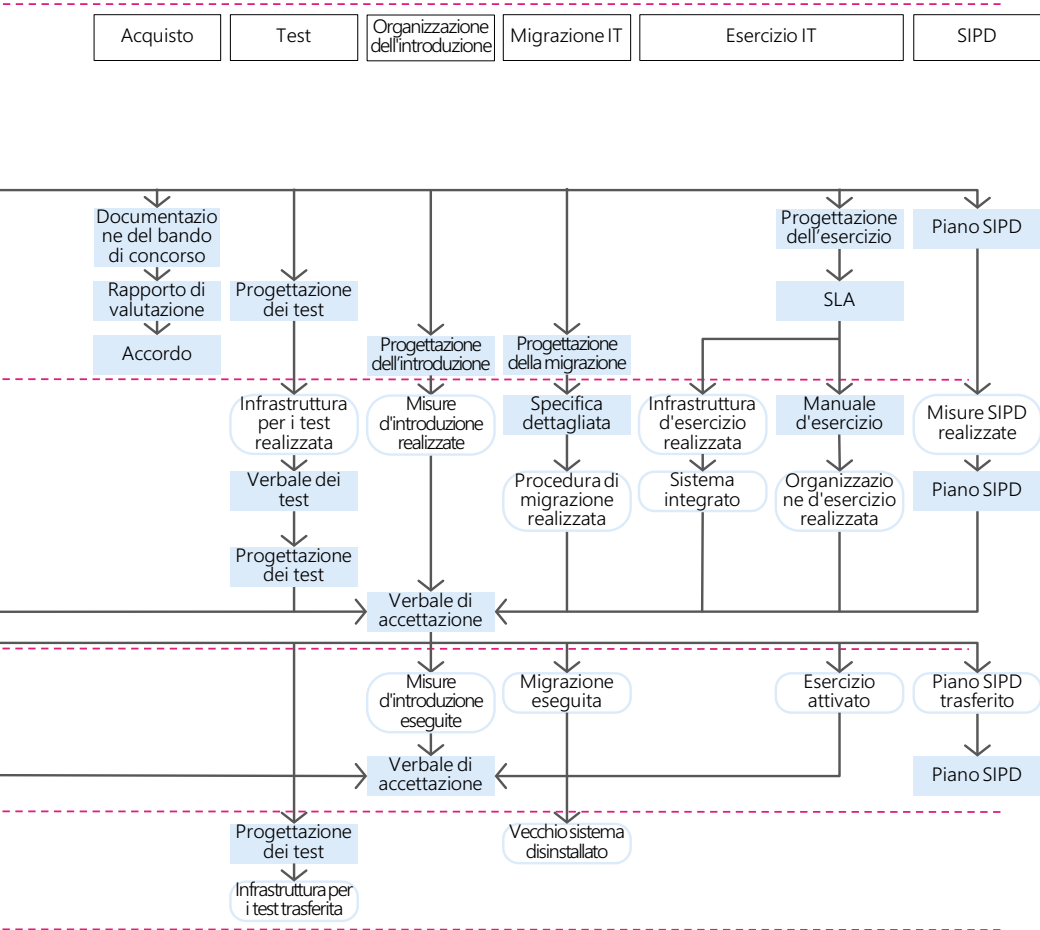 Acquisto
Test
Organizzazione
dell'introduzione
Migrazione IT
Esercizio IT
SIPD
Documentazio
ne del bando
di concorso
Progettazione
dell'esercizio
Piano SIPD
Rapporto di
valutazione
Progettazione
dei test
SLA
Accordo
Progettazione
dell'introduzione
Progettazione
della migrazione
Infrastruttura
per i test
realizzata
Misure
d'introduzione
realizzate
Specifica
dettagliata
Infrastruttura
d'esercizio
realizzata
Manuale
d'esercizio
Misure SIPD
realizzate
Verbale dei
test
Procedura di
migrazione
realizzata
Sistema
integrato
Organizzazio
ne d'esercizio
realizzata
Piano SIPD
Progettazione
dei test
Verbale di
accettazione
Misure
d'introduzione
eseguite
Migrazione
eseguita
Esercizio
attivato
Piano SIPD
trasferito
Verbale di
accettazione
Piano SIPD
Progettazione
dei test
Vecchio sistema
disinstallato
Infrastruttura per
i test trasferita